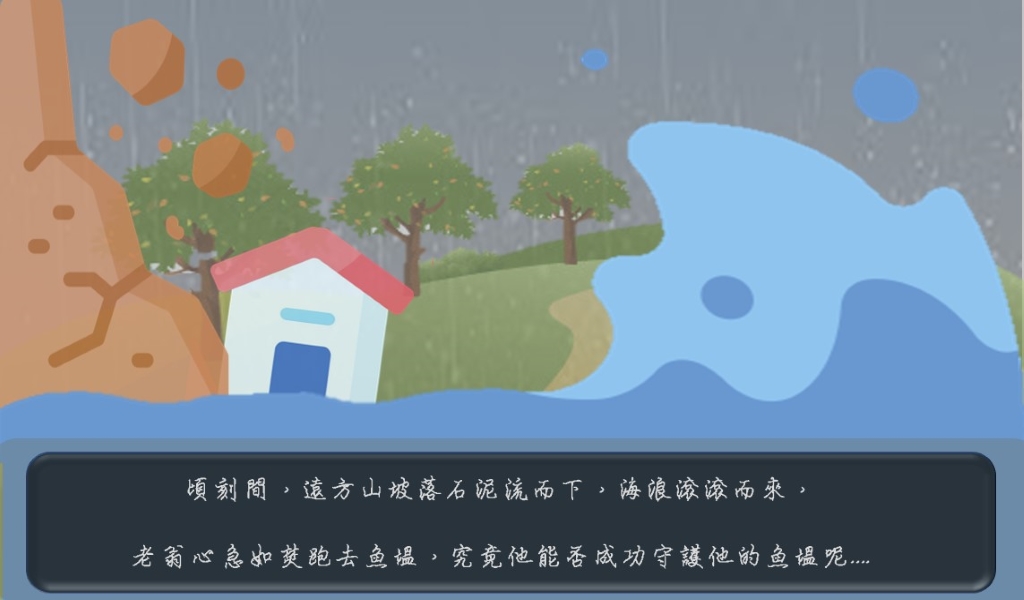 頃刻間，遠方山坡落石泥流而下，海浪滾滾而來，
老翁心急如焚跑去魚塭，究竟他能否成功守護他的魚塭呢....